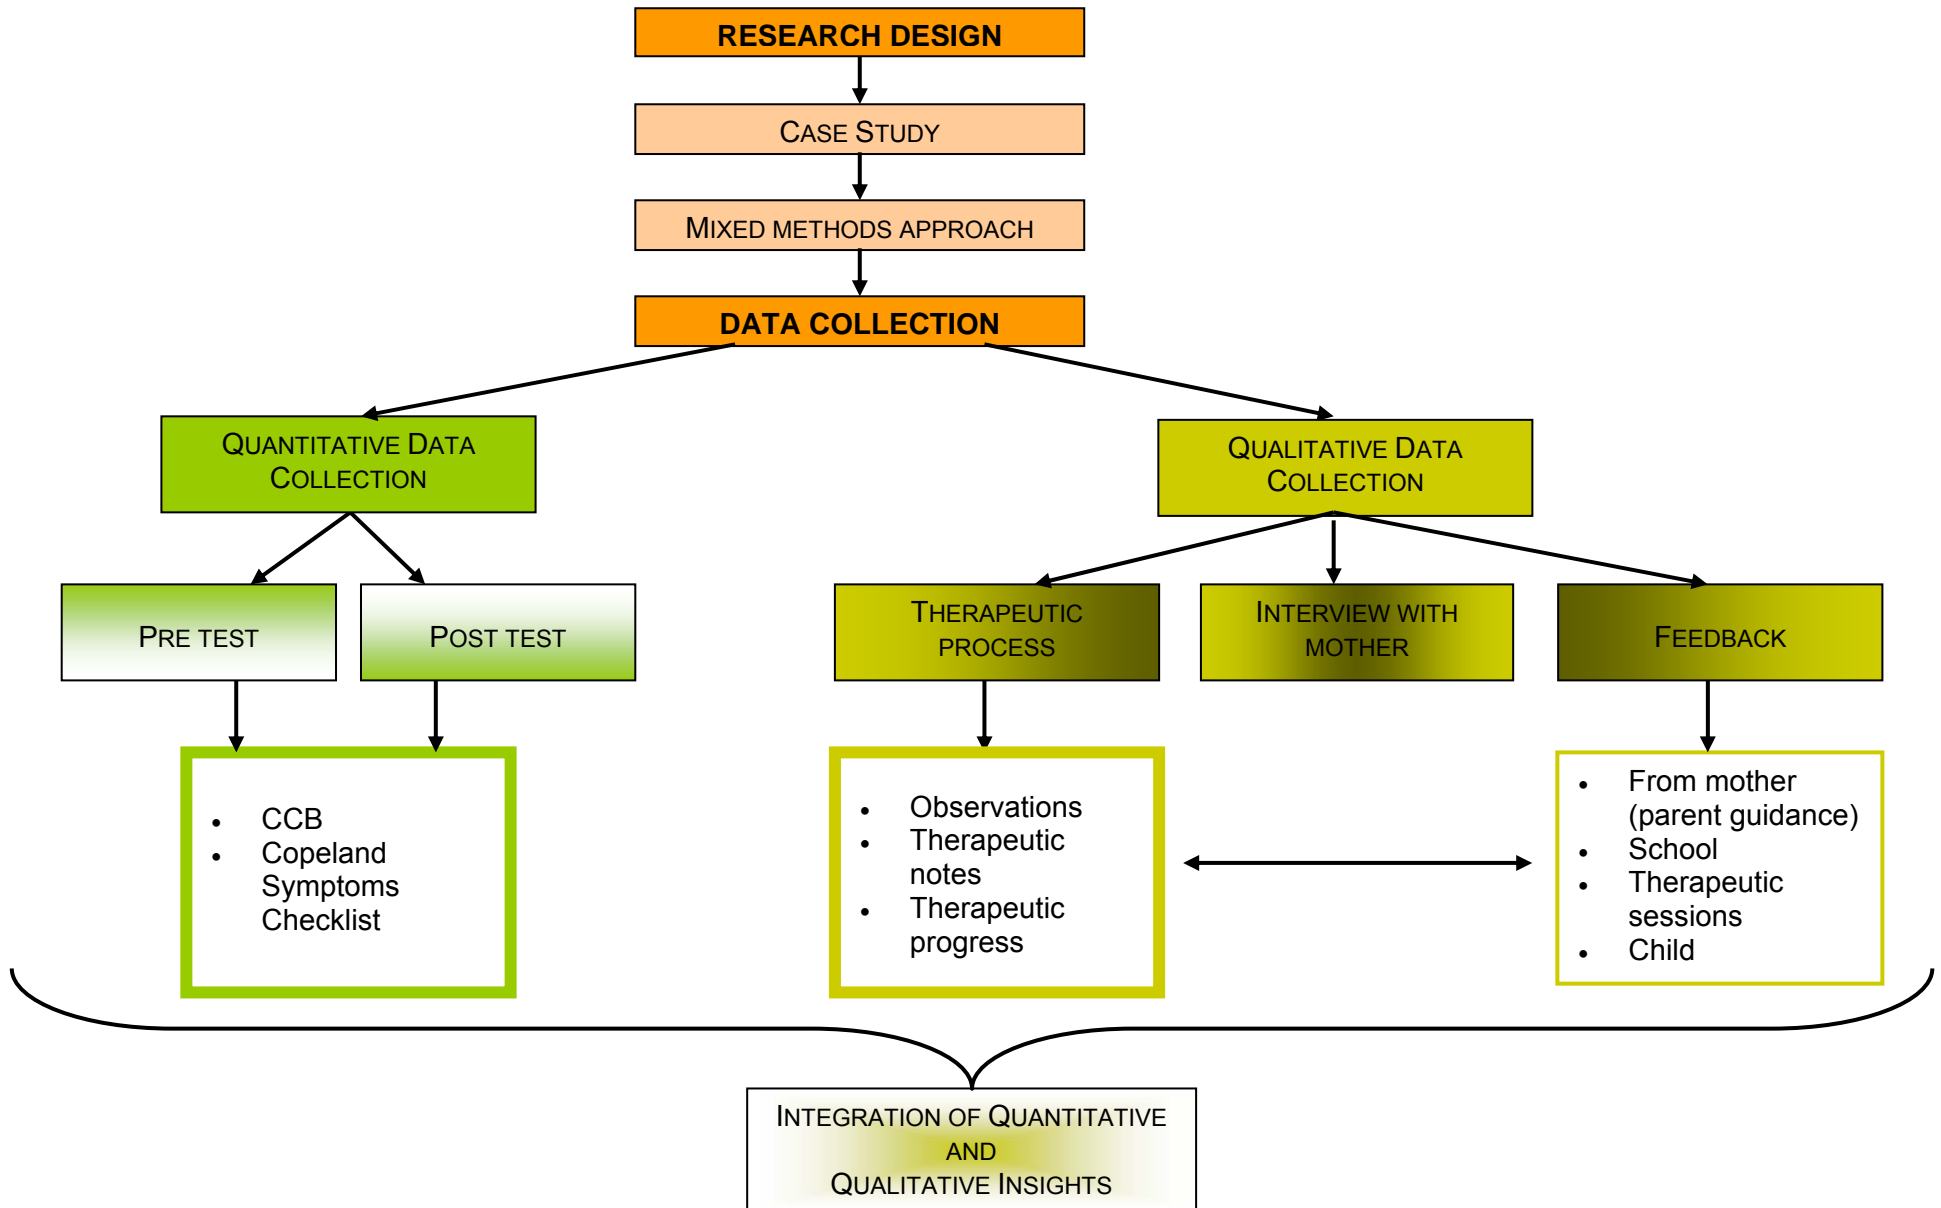 RESEARCH DESIGN
CASE STUDY
MIXED METHODS APPROACH
DATA COLLECTION
QUANTITATIVE DATA
COLLECTION
QUALITATIVE DATA
COLLECTION
PRE TEST
POST TEST
THERAPEUTIC
PROCESS
INTERVIEW WITH
MOTHER
FEEDBACK
• CCB
• Copeland
Symptoms
Checklist
• Observations
• Therapeutic
notes
• Therapeutic
progress
• From mother
(parent guidance)
• School
• Therapeutic
sessions
• Child
INTEGRATION OF QUANTITATIVE
AND
QUALITATIVE INSIGHTS